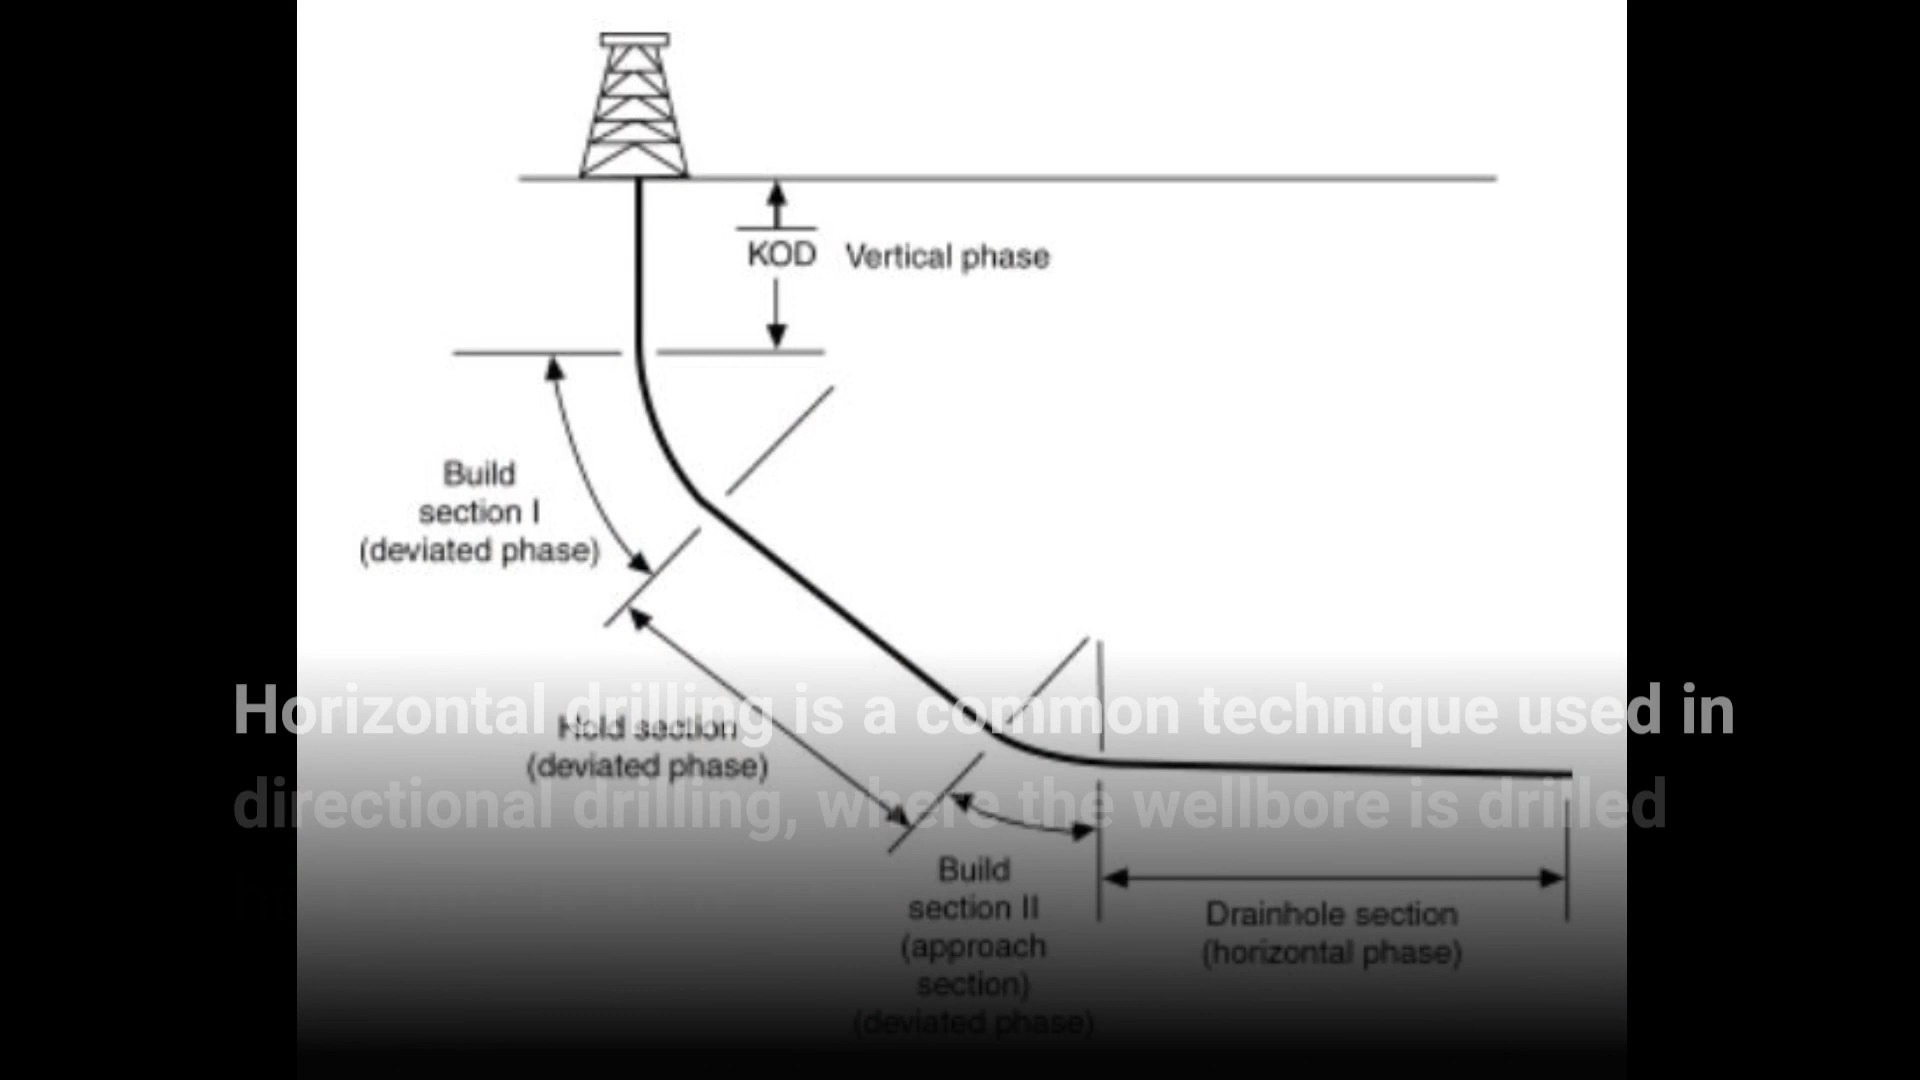 KOD Vertical phase
Build
section I
(deviated phase)
Hold section
(deviated phase)
Horizontal drilling is a common technique used in
directional drilling, where the wellbore is drilled
Build
section II
(approach
section)
(deviated phase)
Drainhole section
(horizontal phase)